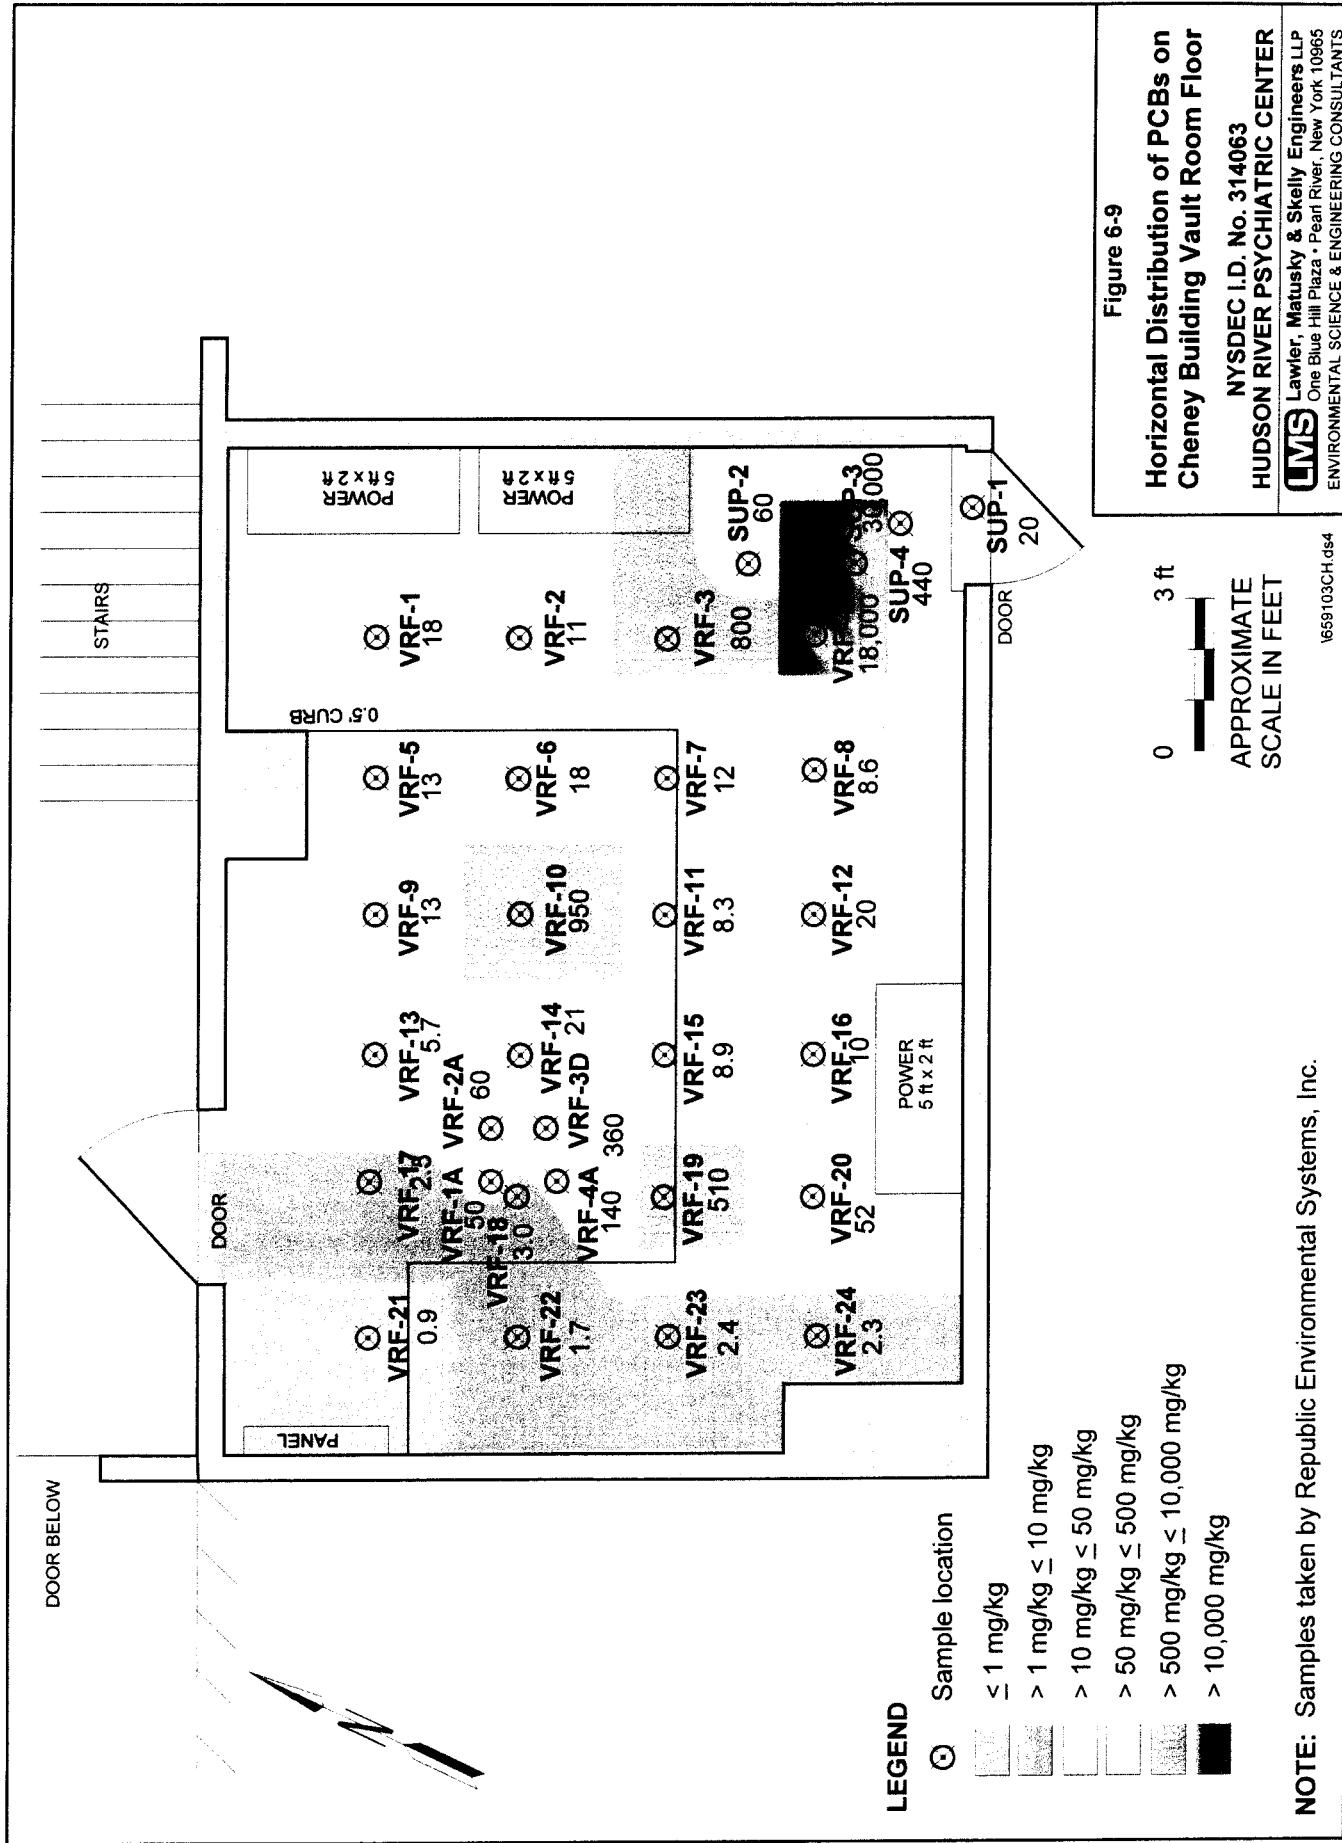 DOOR BELOW
STAIRS
PANEL
DOOR
0.5' CURB
POWER
5 ft x 2 ft
POWER
5 ft x 2 ft
VRF-21
0.9
VRF-17
2.5
VRF-13
5.7
VRF-9
13
VRF-5
13
VRF-1
18
VRF-1A
50
VRF-2A
60
VRF-18
3.0
VRF-22
1.7
VRF-4A
140
VRF-3D
360
VRF-14
21
VRF-10
950
VRF-6
18
VRF-2
11
VRF-23
2.4
VRF-19
510
VRF-15
8.9
VRF-11
8.3
VRF-7
12
VRF-3
800
SUP-2
60
VRF-24
2.3
VRF-20
52
VRF-16
10
VRF-12
20
VRF-8
8.6
18,000
SUP-4
440
SUP-1
20
POWER
5 ft x 2 ft
DOOR
N
LEGEND
Sample location
≤ 1 mg/kg
> 1 mg/kg ≤ 10 mg/kg
> 10 mg/kg ≤ 50 mg/kg
> 50 mg/kg ≤ 500 mg/kg
> 500 mg/kg ≤ 10,000 mg/kg
> 10,000 mg/kg
NOTE: Samples taken by Republic Environmental Systems, Inc.
0 3 ft
APPROXIMATE
SCALE IN FEET
\659103CH.ds4
Figure 6-9
Horizontal Distribution of PCBs on
Cheney Building Vault Room Floor
NYSDEC I.D. No. 314063
HUDSON RIVER PSYCHIATRIC CENTER
LMS Lawler, Matusky & Skelly Engineers LLP
One Blue Hill Plaza • Pearl River, New York 10965
ENVIRONMENTAL SCIENCE & ENGINEERING CONSULTANTS